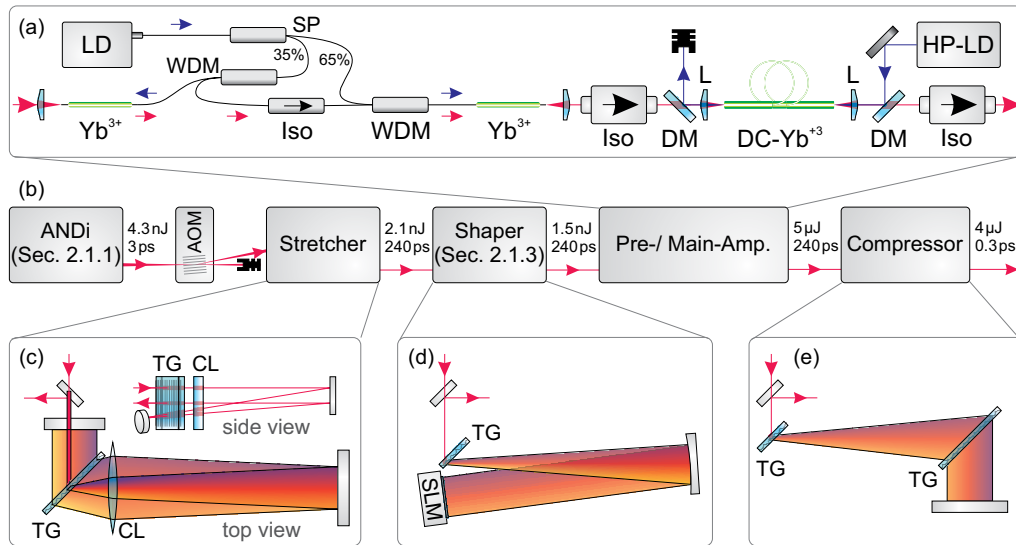 (a)
LD
SP
35%
65%
WDM
HP-LD
Yb3+
Iso
WDM
Yb3+
Iso
DM
L
DC-Yb+3
L
DM
Iso
(b)
ANDi
(Sec. 2.1.1)
4.3nJ
3ps
AOM
Stretcher
2.1nJ
240ps
Shaper
(Sec. 2.1.3)
1.5nJ
240ps
Pre-/ Main-Amp.
5µJ
240ps
Compressor
4µJ
0.3ps
(c)
TG CL
side view
TG
CL
top view
(d)
TG
SLM
(e)
TG
TG